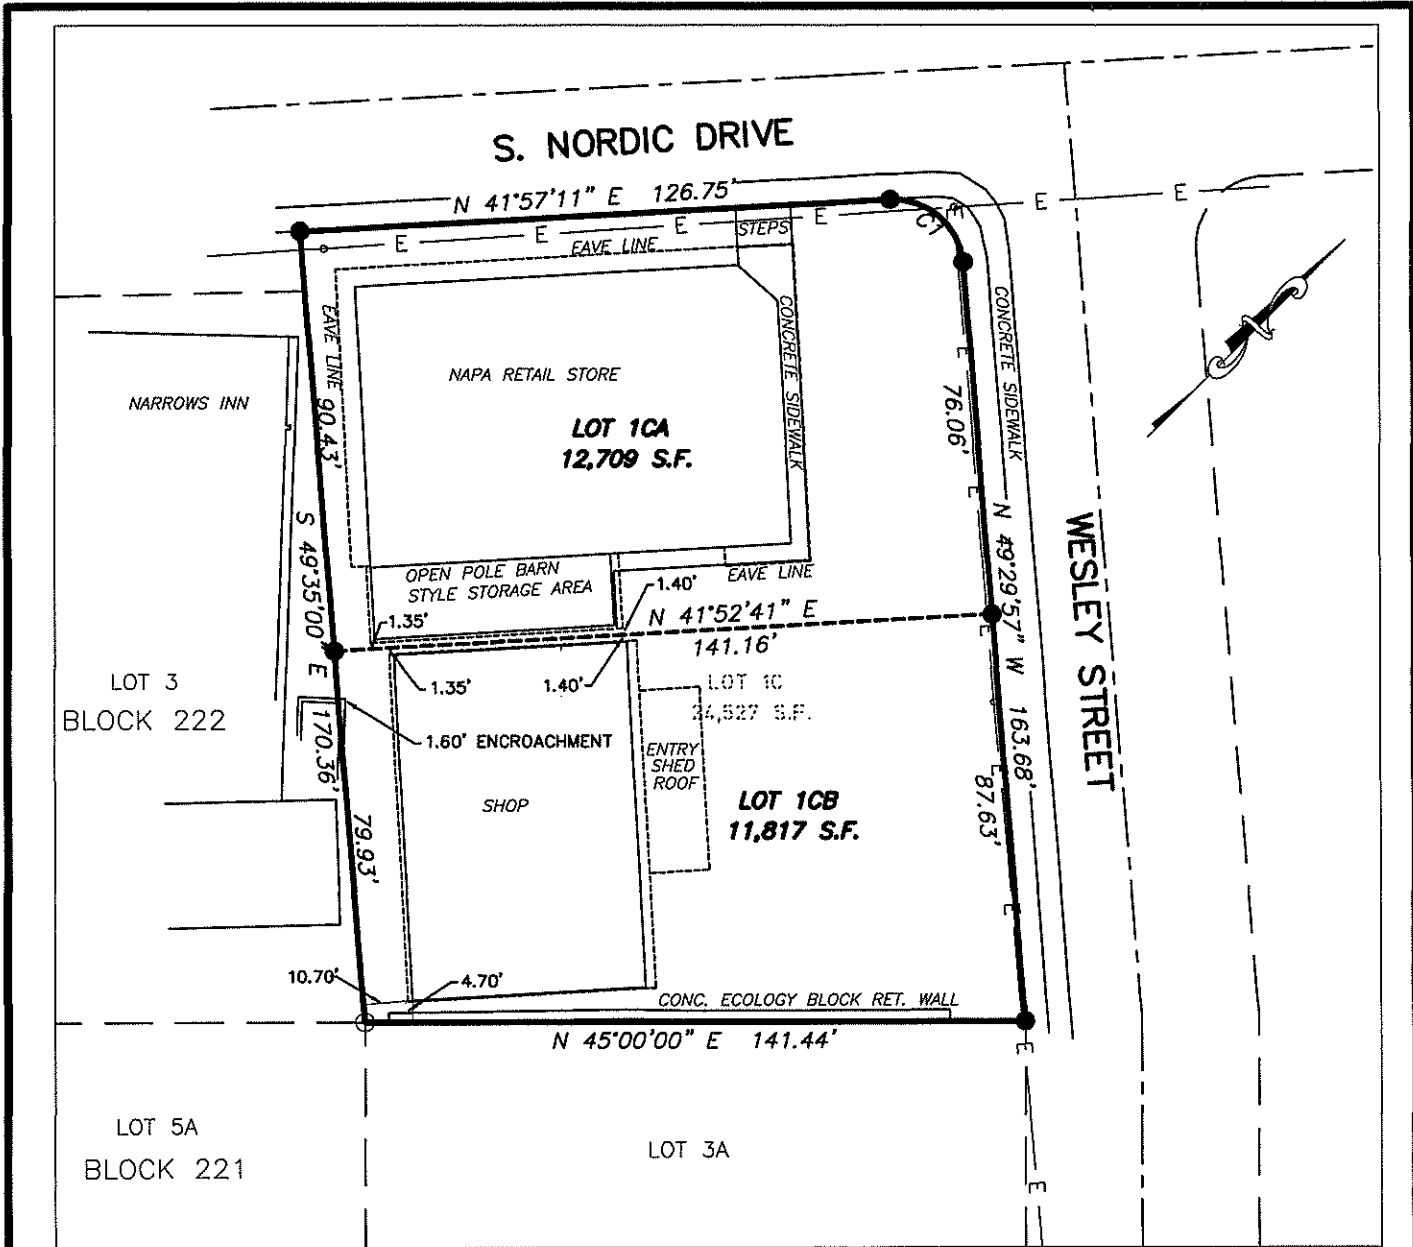 S. NORDIC DRIVE
N 41°57'11" E 126.75'
E E E E E E E
STEPS
EAVE LINE
C1
EAVE LINE
90.43'
CONCRETE SIDEWALK
CONCRETE SIDEWALK
NAPA RETAIL STORE
NARROWS INN
LOT 1CA
12,709 S.F.
76.06'
E
E
S 49°35'00 E 170.36'
N 49°29'57" W 163.68'
WESLEY STREET
OPEN POLE BARN
STYLE STORAGE AREA
1.40'
EAVE LINE
1.35'
N 41°52'41" E
141.16'
E
1.35'
1.40'
LOT 1C
24,527 S.F.
LOT 3
BLOCK 222
1.60' ENCROACHMENT
ENTRY
SHED
ROOF
E
SHOP
LOT 1CB
11,817 S.F.
87.63'
79.93'
E
10.70'
4.70'
CONC. ECOLOGY BLOCK RET. WALL
N 45°00'00" E 141.44'
E
LOT 5A
BLOCK 221
LOT 3A
E